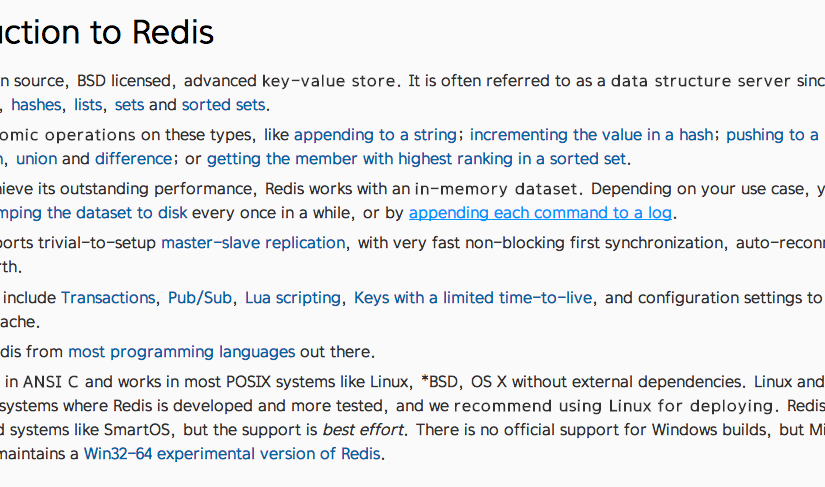 ction to Redis
n source, BSD licensed, advanced key-value store. It is often referred to as a data structure server sinc
, hashes, lists, sets and sorted sets.
omic operations on these types, like appending to a string; incrementing the value in a hash; pushing to a
n, union and difference; or getting the member with highest ranking in a sorted set.
ieve its outstanding performance, Redis works with an in-memory dataset. Depending on your use case, y
mping the dataset to disk every once in a while, or by appending each command to a log.
ports trivial-to-setup master-slave replication, with very fast non-blocking first synchronization, auto-reconn
rth.
include Transactions, Pub/Sub, Lua scripting, Keys with a limited time-to-live, and configuration settings to
ache.
dis from most programming languages out there.
in ANSI C and works in most POSIX systems like Linux, *BSD, OS X without external dependencies. Linux and
systems where Redis is developed and more tested, and we recommend using Linux for deploying. Redis
d systems like SmartOS, but the support is best effort. There is no official support for Windows builds, but Mi
maintains a Win32-64 experimental version of Redis.